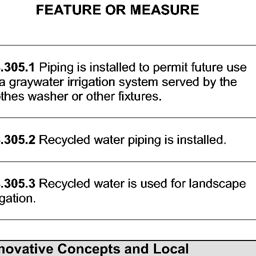 FEATURE OR MEASURE
.305.1 Piping is installed to permit future use
a graywater irrigation system served by the
thes washer or other fixtures.
.305.2 Recycled water piping is installed.
.305.3 Recycled water is used for landscape
gation.
novative Concepts and Local